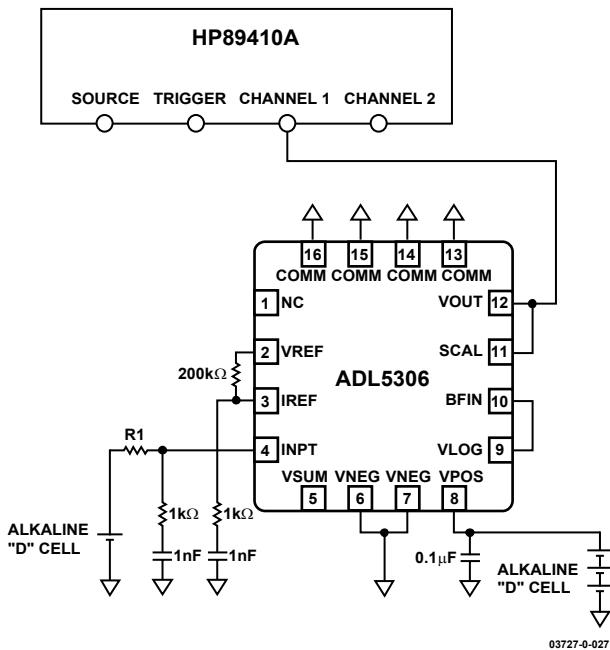 HP89410A
SOURCE TRIGGER CHANNEL 1 CHANNEL 2
16 15 14 13
COMM COMM COMM COMM
1 NC
VOUT 12
2 VREF
200kΩ
SCAL 11
ADL5306
3 IREF
BFIN 10
R1
4 INPT
VLOG 9
VSUM VNEG VNEG VPOS
5 6 7 8
1kΩ 1kΩ
ALKALINE
"D" CELL
1nF 1nF
0.1μF
ALKALINE
"D" CELL
03727-0-027